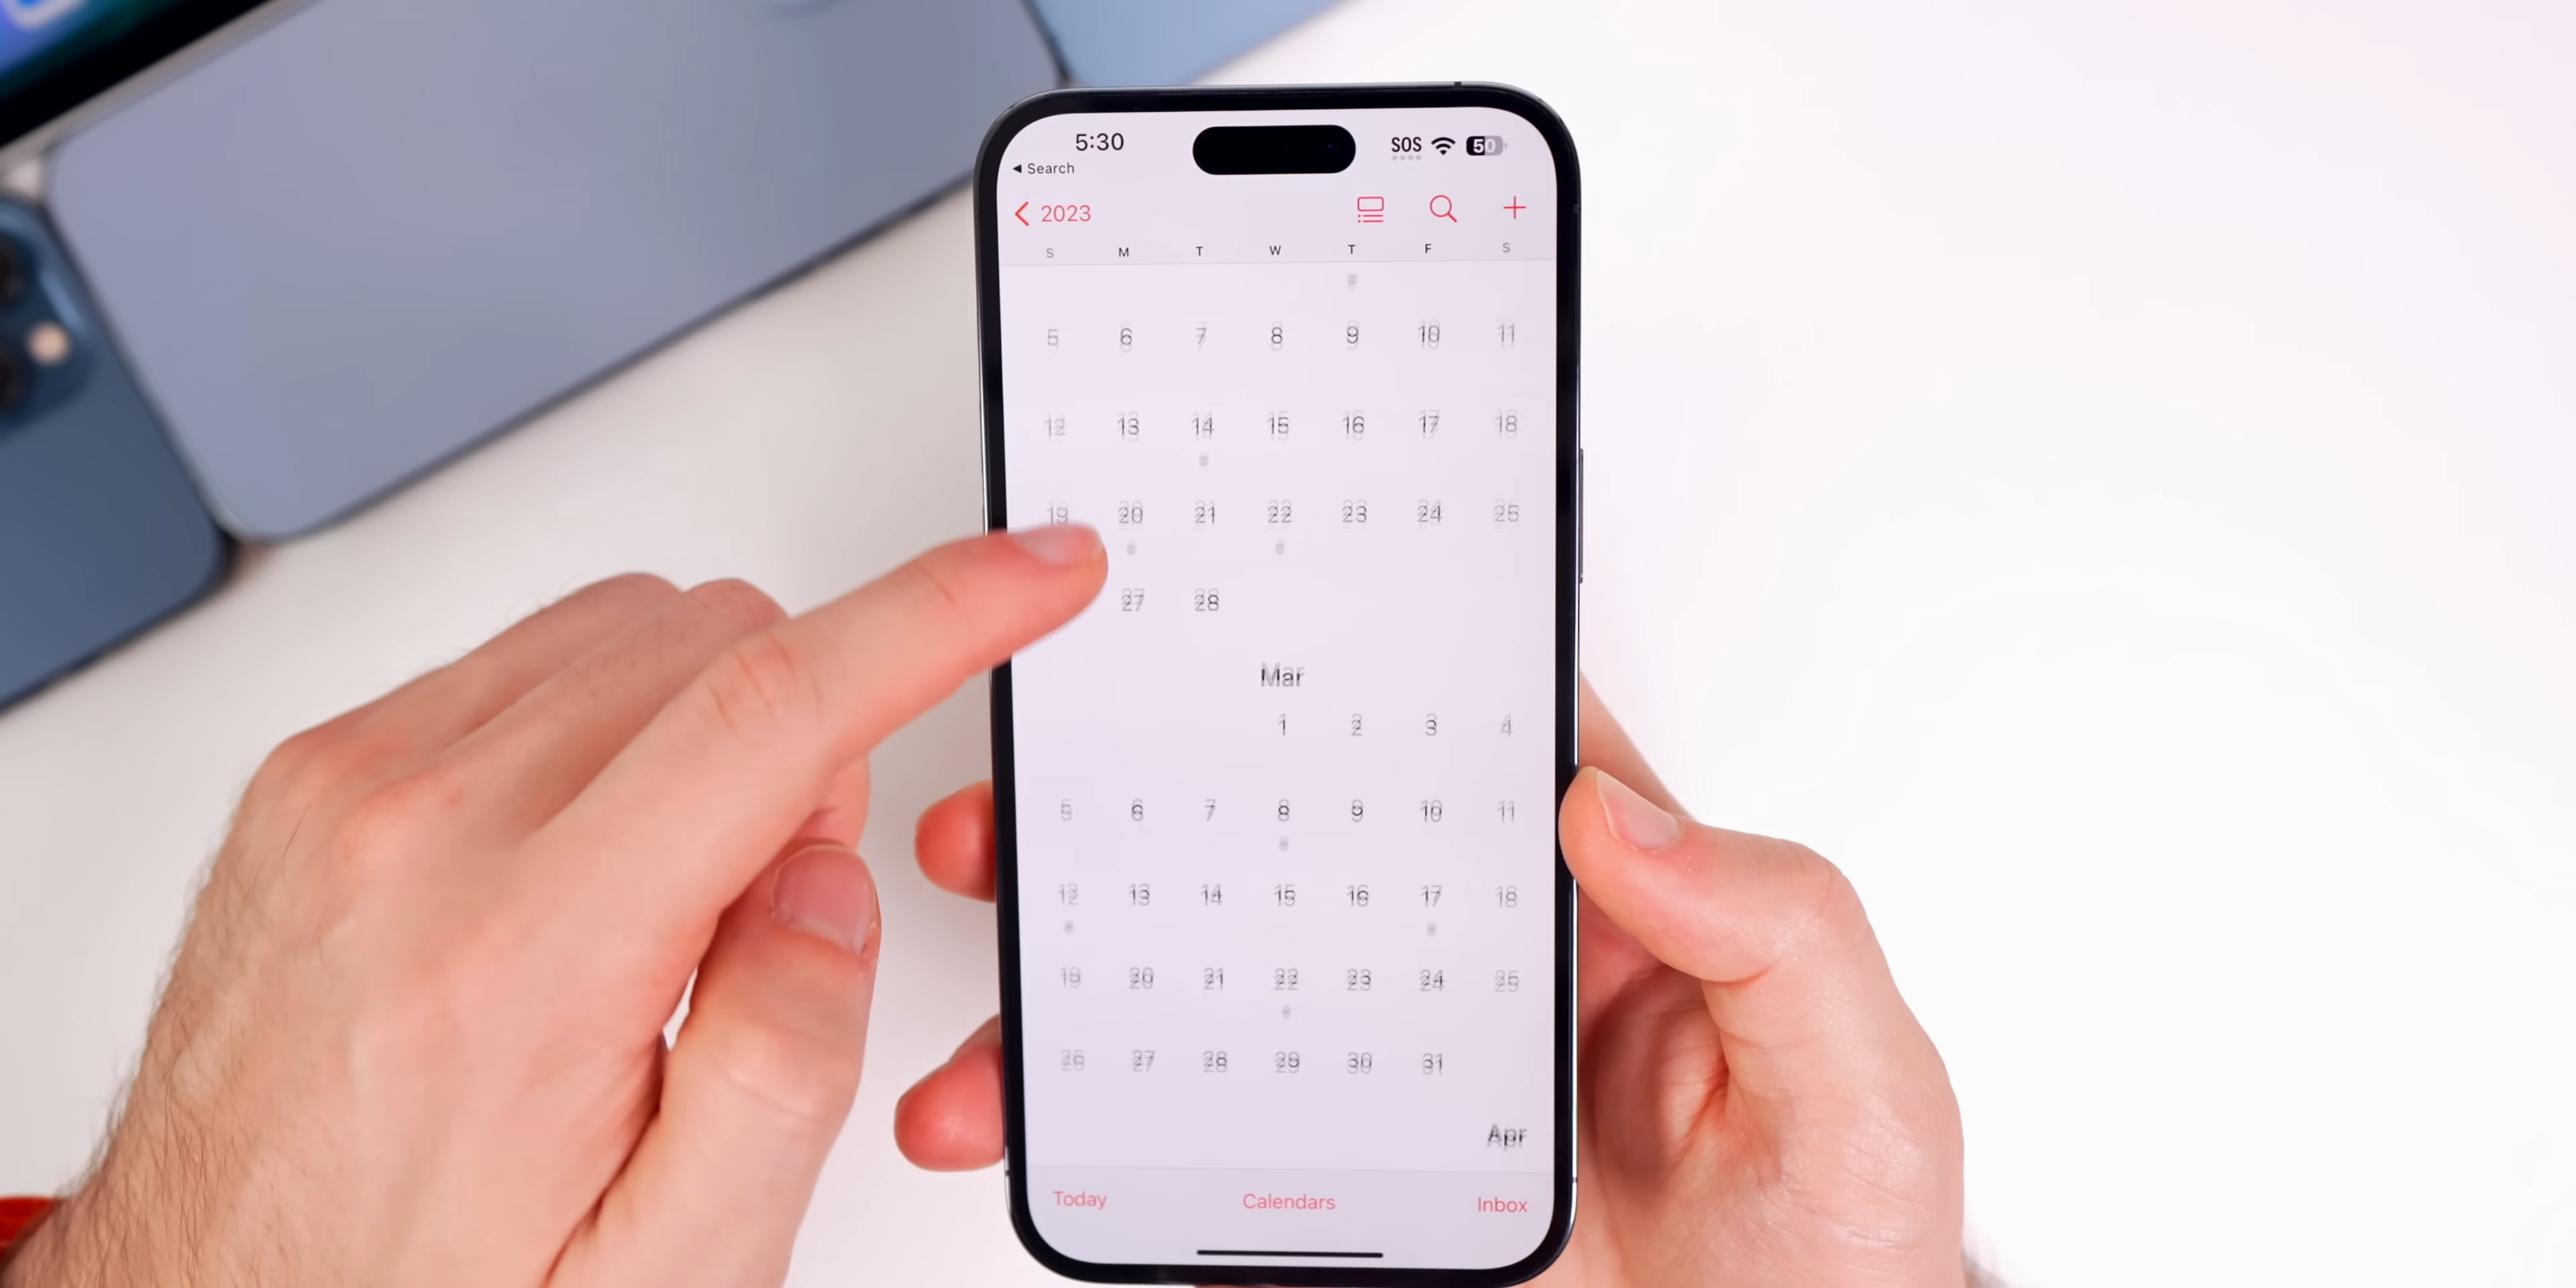 5:30 SOS 50
◀ Search
2023
S M T W T F S
5 6 7 8 9 10 11
12 13 14 15 16 17 18
19 20 21 22 23 24 25
27 28
Mar
1 2 3 4
5 6 7 8 9 10 11
12 13 14 15 16 17 18
19 20 21 22 23 24 25
26 27 28 29 30 31
Apr
Today Calendars Inbox